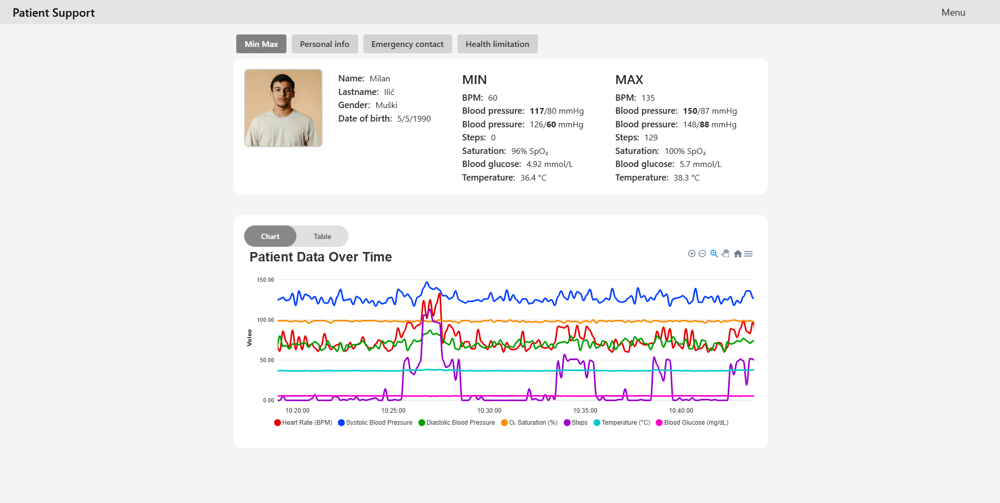 Patient Support
Menu
Min Max
Personal info
Emergency contact
Health limitation
Name: Milan
Lastname: Ilić
Gender: Muški
Date of birth: 5/5/1990
MIN
BPM: 60
Blood pressure: 117/80 mmHg
Blood pressure: 126/60 mmHg
Steps: 0
Saturation: 96% SpO₂
Blood glucose: 4.92 mmol/L
Temperature: 36.4 °C
MAX
BPM: 135
Blood pressure: 150/87 mmHg
Blood pressure: 148/88 mmHg
Steps: 129
Saturation: 100% SpO₂
Blood glucose: 5.7 mmol/L
Temperature: 38.3 °C
Chart
Table
Patient Data Over Time
Value
150.00
100.00
50.00
0.00
10:20:00
10:25:00
10:30:00
10:35:00
10:40:00
Heart Rate (BPM)
Systolic Blood Pressure
Diastolic Blood Pressure
O₂ Saturation (%)
Steps
Temperature (°C)
Blood Glucose (mg/dL)